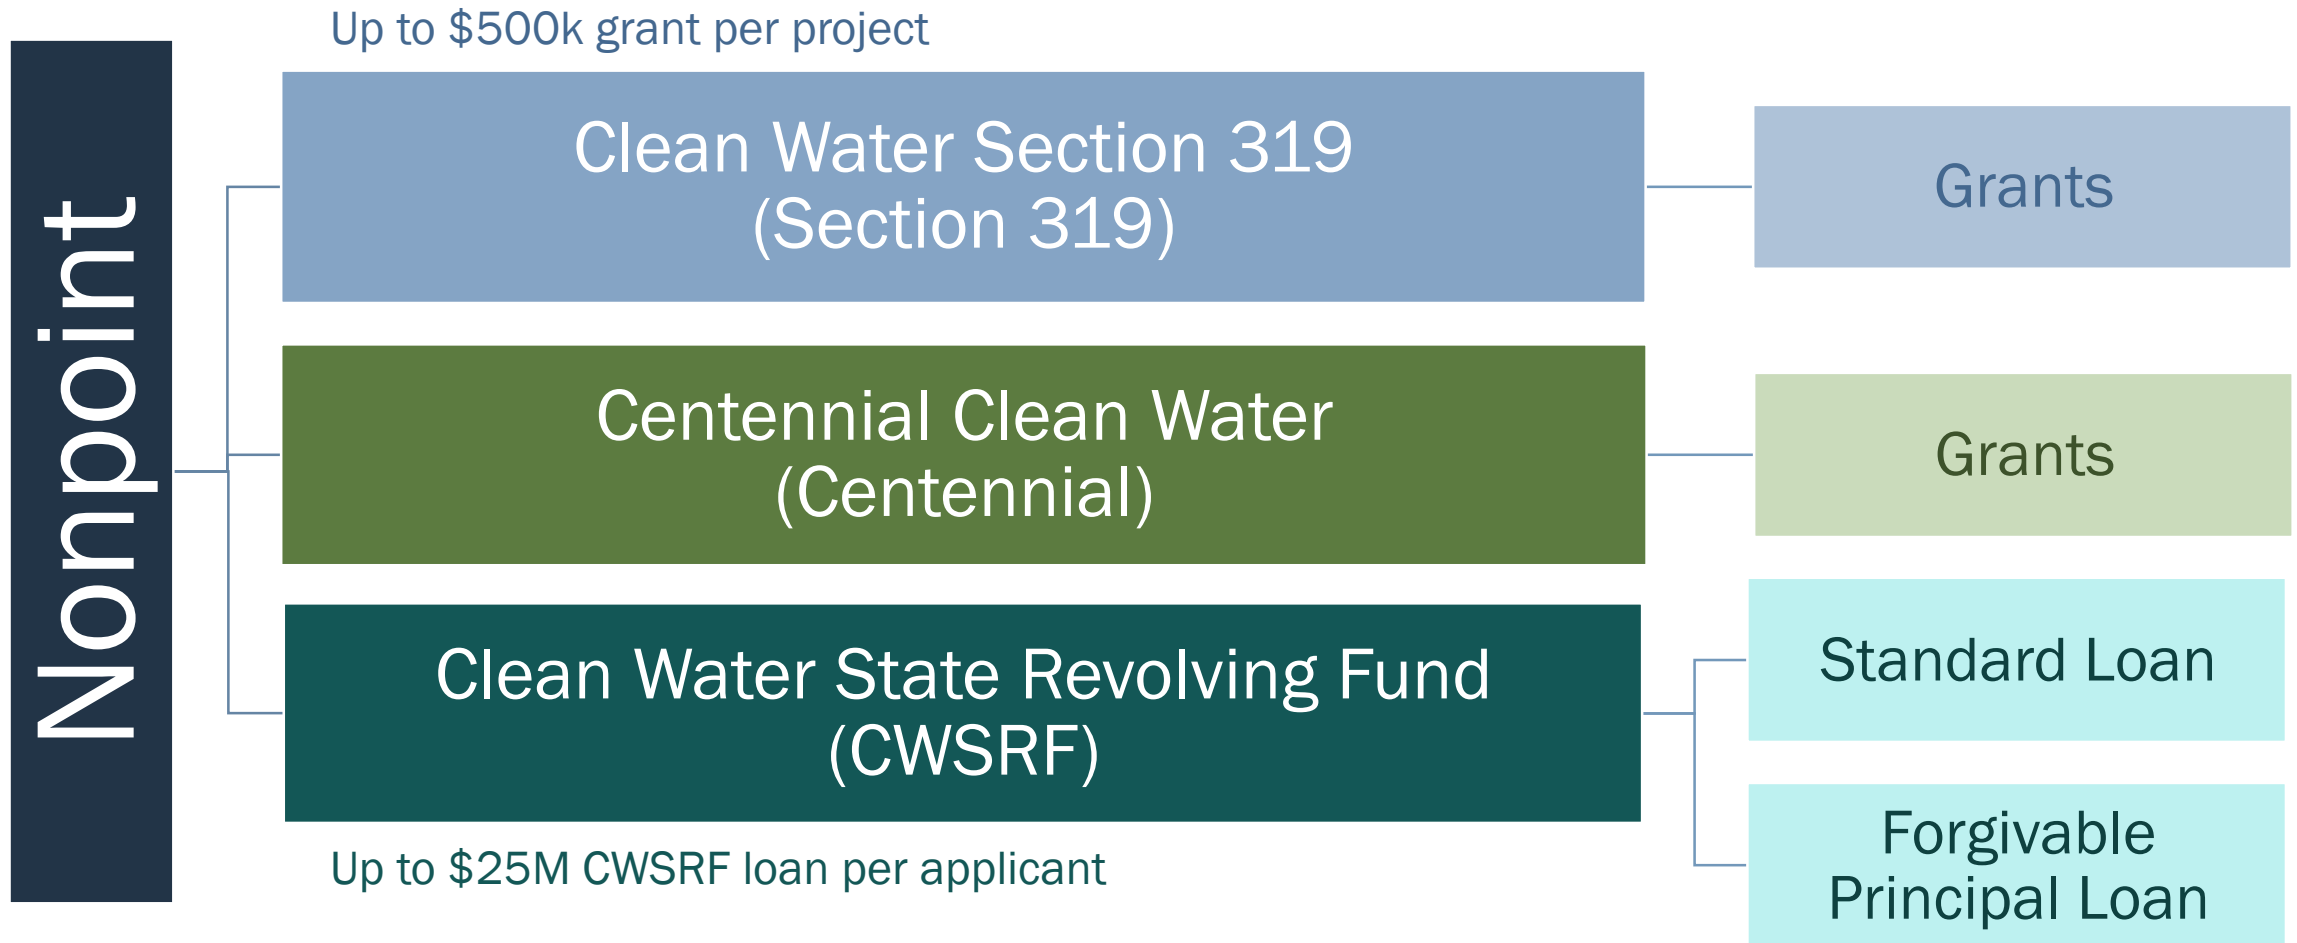 Nonpoint
Up to $500k grant per project
Clean Water Section 319
(Section 319)
Grants
Centennial Clean Water
(Centennial)
Grants
Clean Water State Revolving Fund
(CWSRF)
Standard Loan
Forgivable
Principal Loan
Up to $25M CWSRF loan per applicant